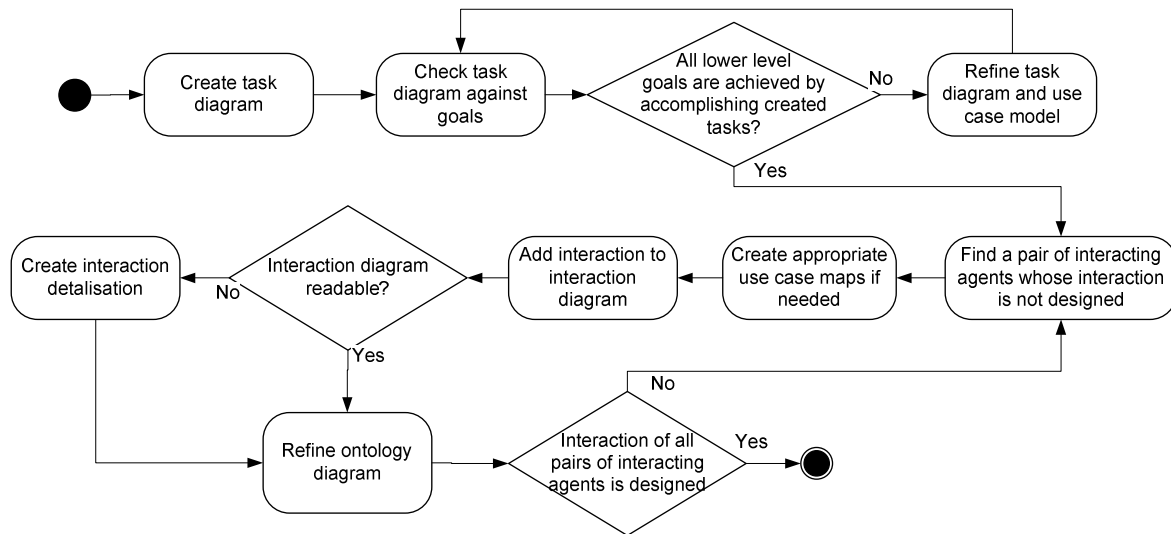 Create task
diagram
Check task
diagram against
goals
All lower level
goals are achieved by
accomplishing created
tasks?
No
Refine task
diagram and use
case model
Yes
Find a pair of interacting
agents whose interaction
is not designed
Create appropriate
use case maps if
needed
Add interaction to
interaction
diagram
Interaction diagram
readable?
No
Create interaction
detalisation
Yes
Refine ontology
diagram
No
Interaction of all
pairs of interacting
agents is designed
Yes